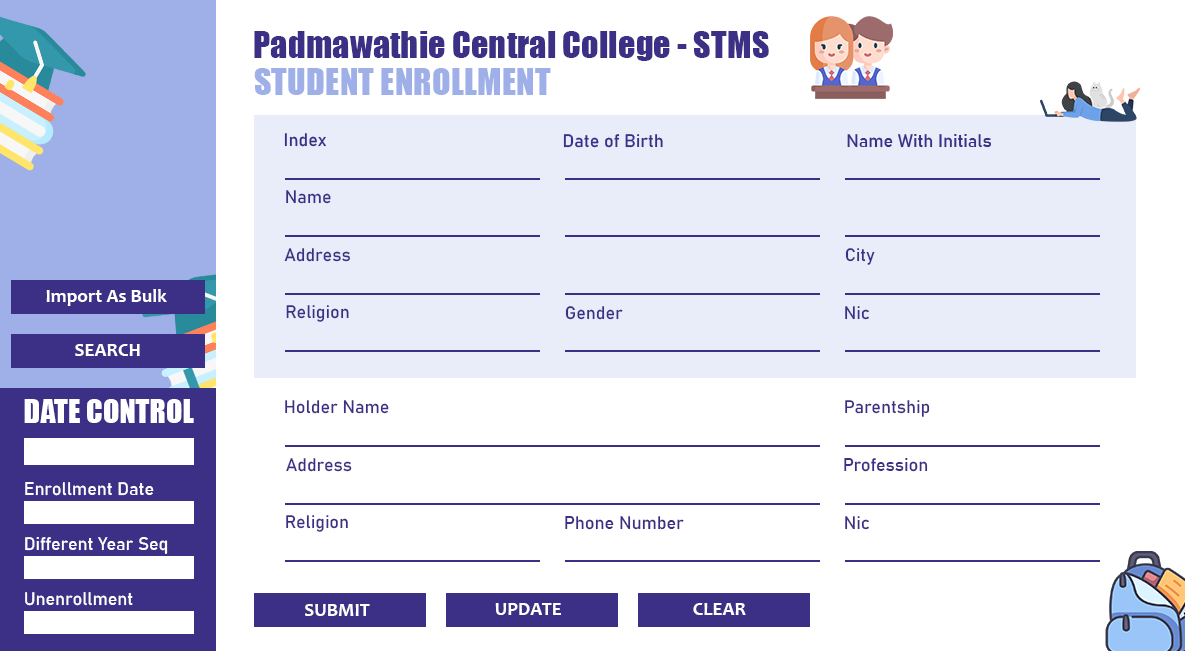 Padmawathie Central College - STMS
STUDENT ENROLLMENT
Index Date of Birth Name With Initials
Name
Address City
Religion Gender Nic
Holder Name Parentship
Address Profession
Religion Phone Number Nic
SUBMIT UPDATE CLEAR
Import As Bulk
SEARCH
DATE CONTROL
Enrollment Date
Different Year Seq
Unenrollment